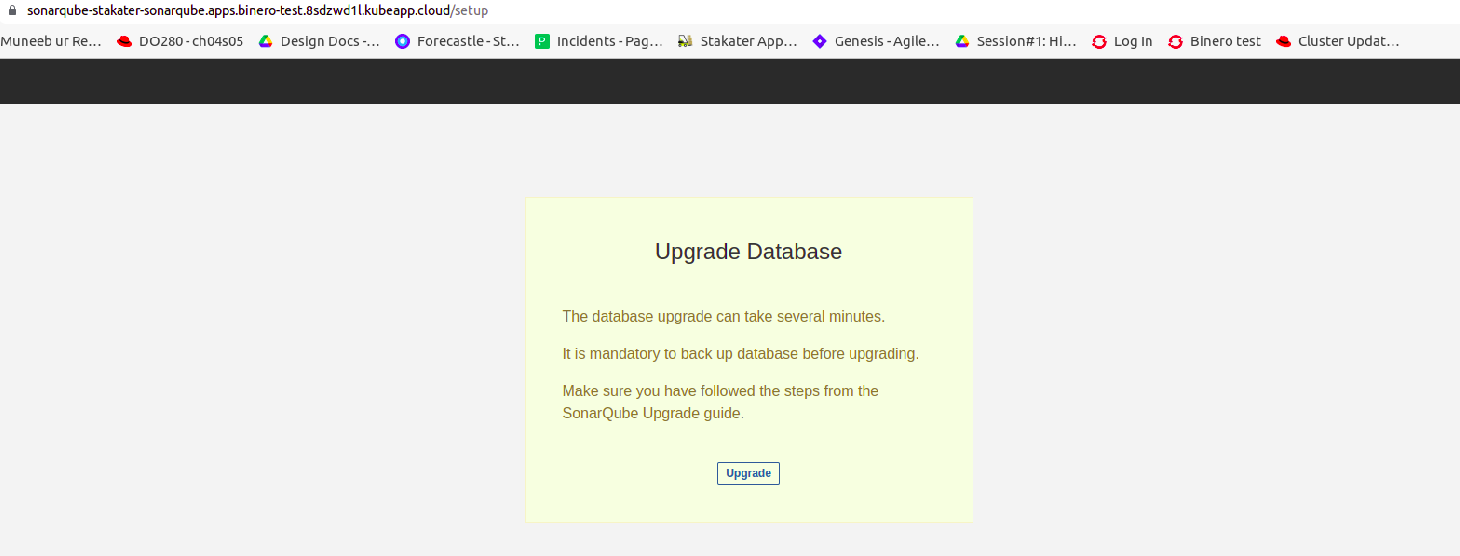 sonarqube-stakater-sonarqube.apps.binero-test.8sdzwd1l.kubeapp.cloud/setup
Muneeb ur Re... DO280 - ch04s05 Design Docs -... Forecastle - St... Incidents - Pag... Stakater App... Genesis - Agile... Session#1: Hi... Log In Binero test Cluster Updat...
Upgrade Database
The database upgrade can take several minutes.
It is mandatory to back up database before upgrading.
Make sure you have followed the steps from the
SonarQube Upgrade guide.
Upgrade